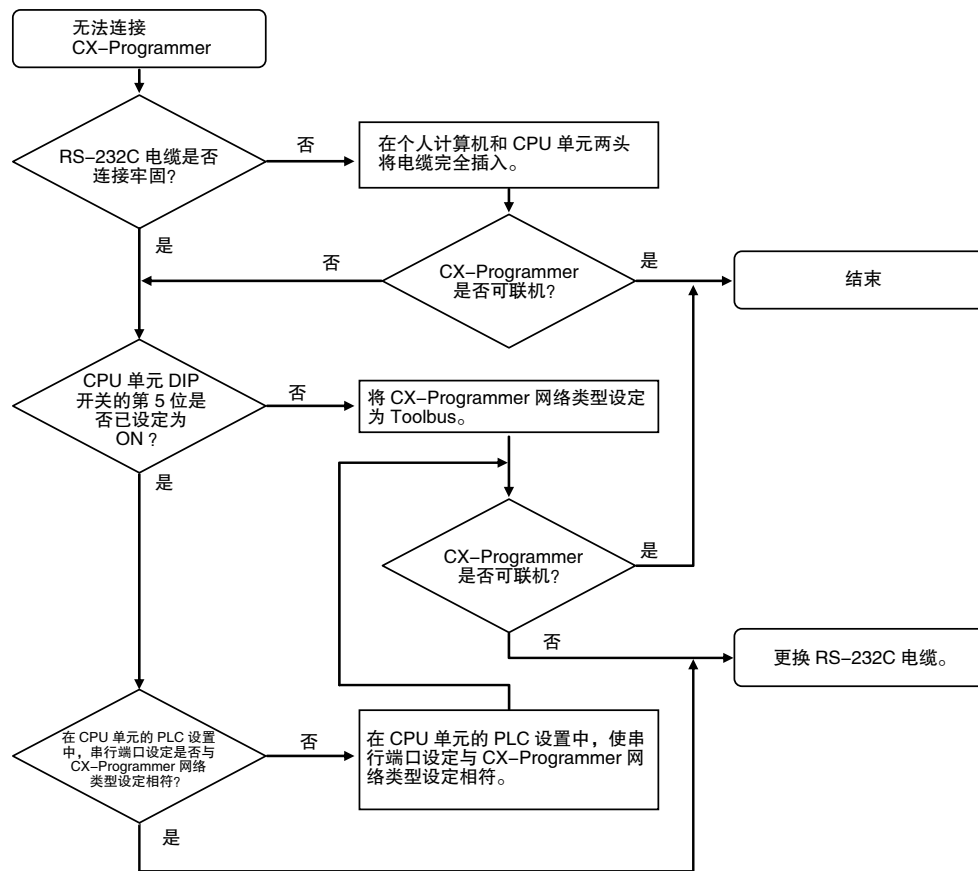 无法连接
CX–Programmer
RS–232C 电缆是否
连接牢固?
否
在个人计算机和 CPU 单元两头
将电缆完全插入。
是
否
CX–Programmer
是否可联机?
是
结束
CPU 单元 DIP
开关的第 5 位是
否已设定为
ON ?
否
将 CX–Programmer 网络类型设定
为 Toolbus。
是
CX–Programmer
是否可联机?
是
否
更换 RS–232C 电缆。
在 CPU 单元的 PLC 设置
中，串行端口设定是否与
CX–Programmer 网络
类型设定相符?
否
在 CPU 单元的 PLC 设置中，使串
行端口设定与 CX–Programmer 网
络类型设定相符。
是